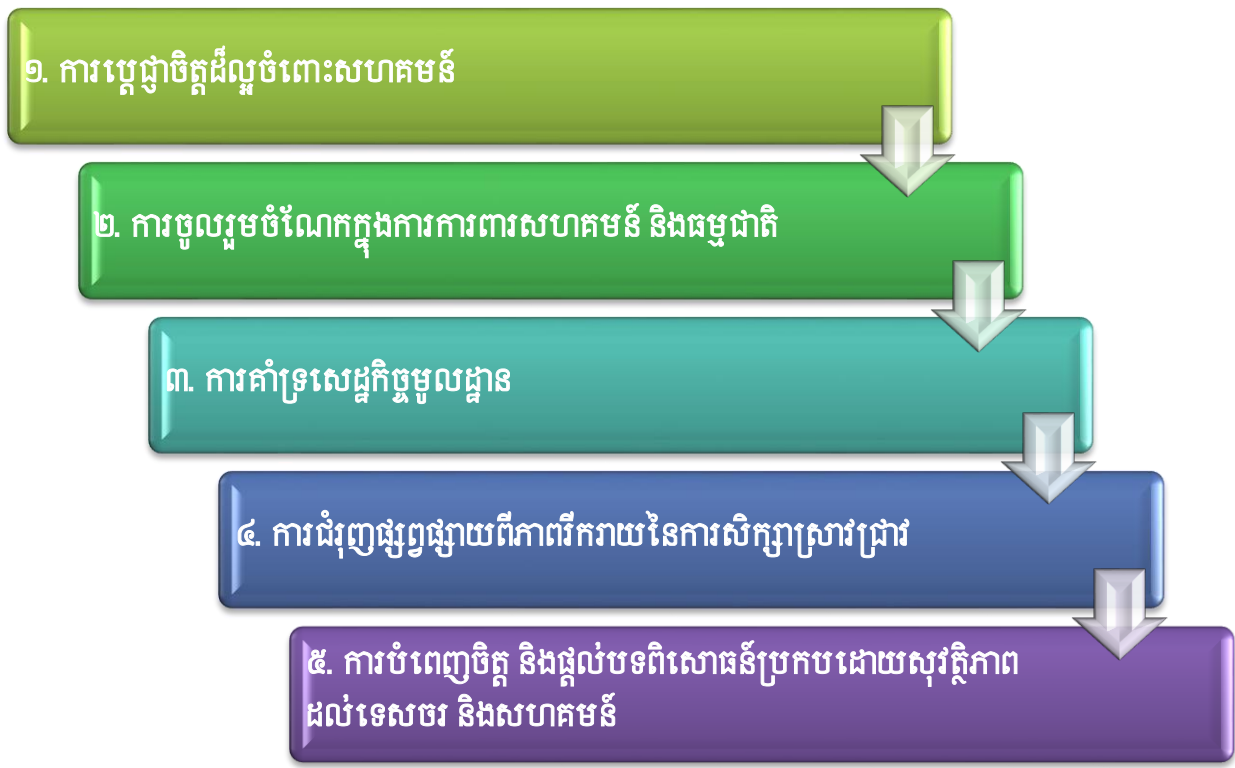 ១. ការប្តេជ្ញាចិត្តដ៏ល្អចំពោះសហគមន៍
២. ការចូលរួមចំណែកក្នុងការការពារសហគមន៍ និងធម្មជាតិ
៣. ការគាំទ្រសេដ្ឋកិច្ចមូលដ្ឋាន
៤. ការជំរុញផ្សព្វផ្សាយពីភាពរីករាយនៃការសិក្សាស្រាវជ្រាវ
៥. ការបំពេញចិត្ត និងផ្តល់បទពិសោធន៍ប្រកបដោយសុវត្ថិភាព
ដល់ទេសចរ និងសហគមន៍